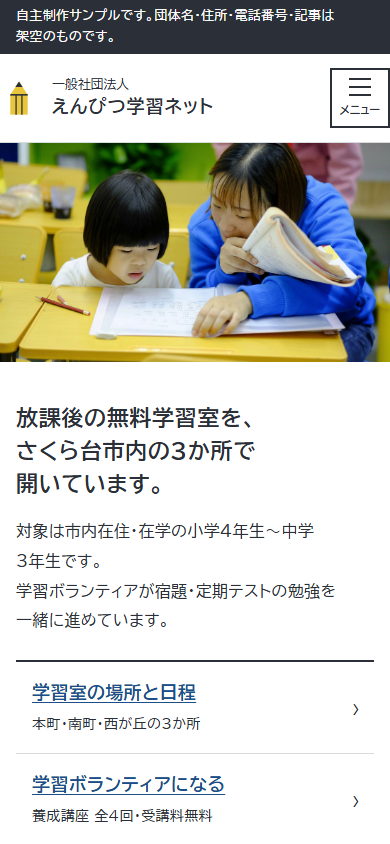 自主制作サンプルです。団体名・住所・電話番号・記事は
架空のものです。
一般社団法人
えんぴつ学習ネット
メニュー
放課後の無料学習室を、
さくら台市内の3か所で
開いています。
対象は市内在住・在学の小学4年生〜中学
3年生です。
学習ボランティアが宿題・定期テストの勉強を
一緒に進めています。
学習室の場所と日程
本町・南町・西が丘の3か所
学習ボランティアになる
養成講座 全4回・受講料無料